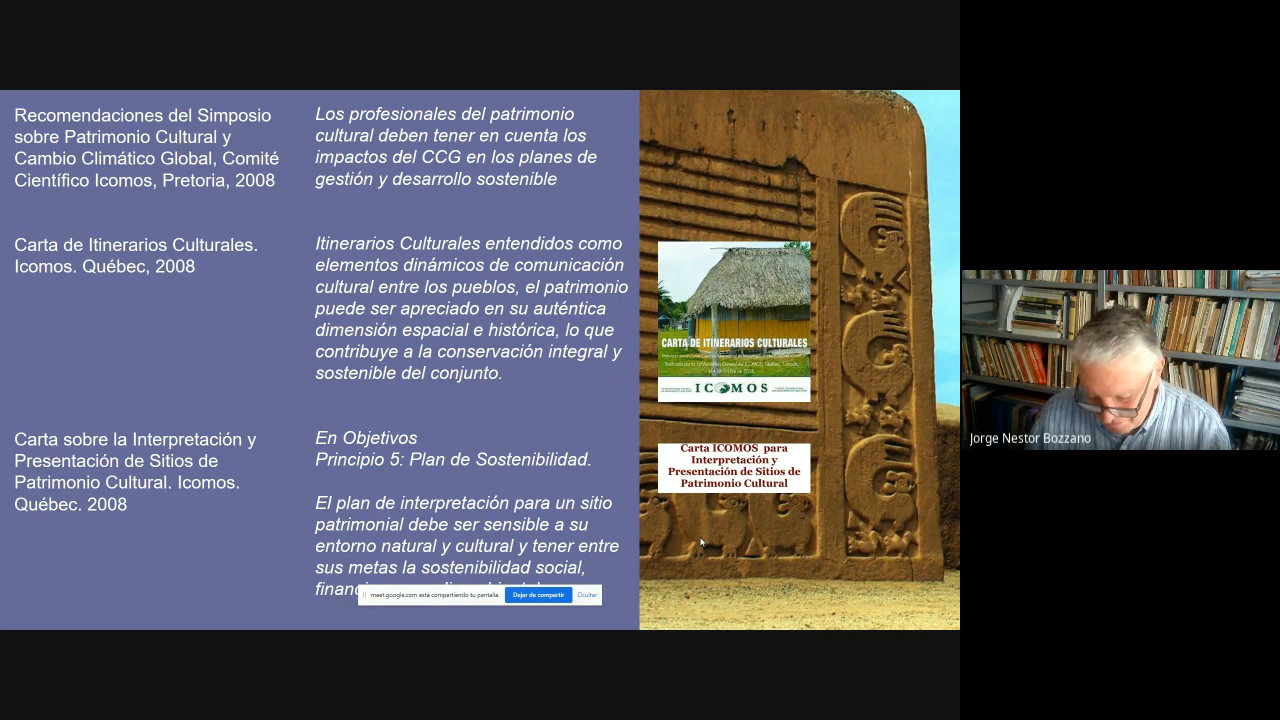 Recomendaciones del Simposio
sobre Patrimonio Cultural y
Cambio Climático Global, Comité
Científico Icomos, Pretoria, 2008
Los profesionales del patrimonio
cultural deben tener en cuenta los
impactos del CCG en los planes de
gestión y desarrollo sostenible
Carta de Itinerarios Culturales.
Icomos. Québec, 2008
Itinerarios Culturales entendidos como
elementos dinámicos de comunicación
cultural entre los pueblos, el patrimonio
puede ser apreciado en su auténtica
dimensión espacial e histórica, lo que
contribuye a la conservación integral y
sostenible del conjunto.
Carta sobre la Interpretación y
Presentación de Sitios de
Patrimonio Cultural. Icomos.
Québec. 2008
En Objetivos
Principio 5: Plan de Sostenibilidad.
El plan de interpretación para un sitio
patrimonial debe ser sensible a su
entorno natural y cultural y tener entre
sus metas la sostenibilidad social,
meet.google.com está compartiendo tu pantalla.
Dejar de compartir
Ocultar
CARTA DE ITINERARIOS CULTURALES
ICOMOS
Carta ICOMOS para
Interpretación y
Presentación de Sitios de
Patrimonio Cultural
Jorge Nestor Bozzano